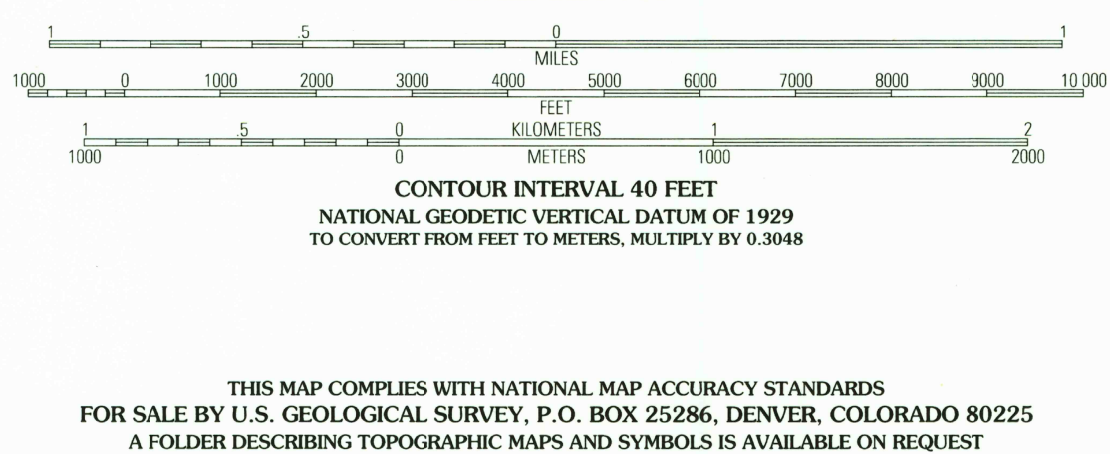 1 .5 0 1
MILES
1000 0 1000 2000 3000 4000 5000 6000 7000 8000 9000 10 000
FEET
1 .5 0 KILOMETERS 1 2
1000 0 METERS 1000 2000
CONTOUR INTERVAL 40 FEET
NATIONAL GEODETIC VERTICAL DATUM OF 1929
TO CONVERT FROM FEET TO METERS, MULTIPLY BY 0.3048
THIS MAP COMPLIES WITH NATIONAL MAP ACCURACY STANDARDS
FOR SALE BY U.S. GEOLOGICAL SURVEY, P.O. BOX 25286, DENVER, COLORADO 80225
A FOLDER DESCRIBING TOPOGRAPHIC MAPS AND SYMBOLS IS AVAILABLE ON REQUEST